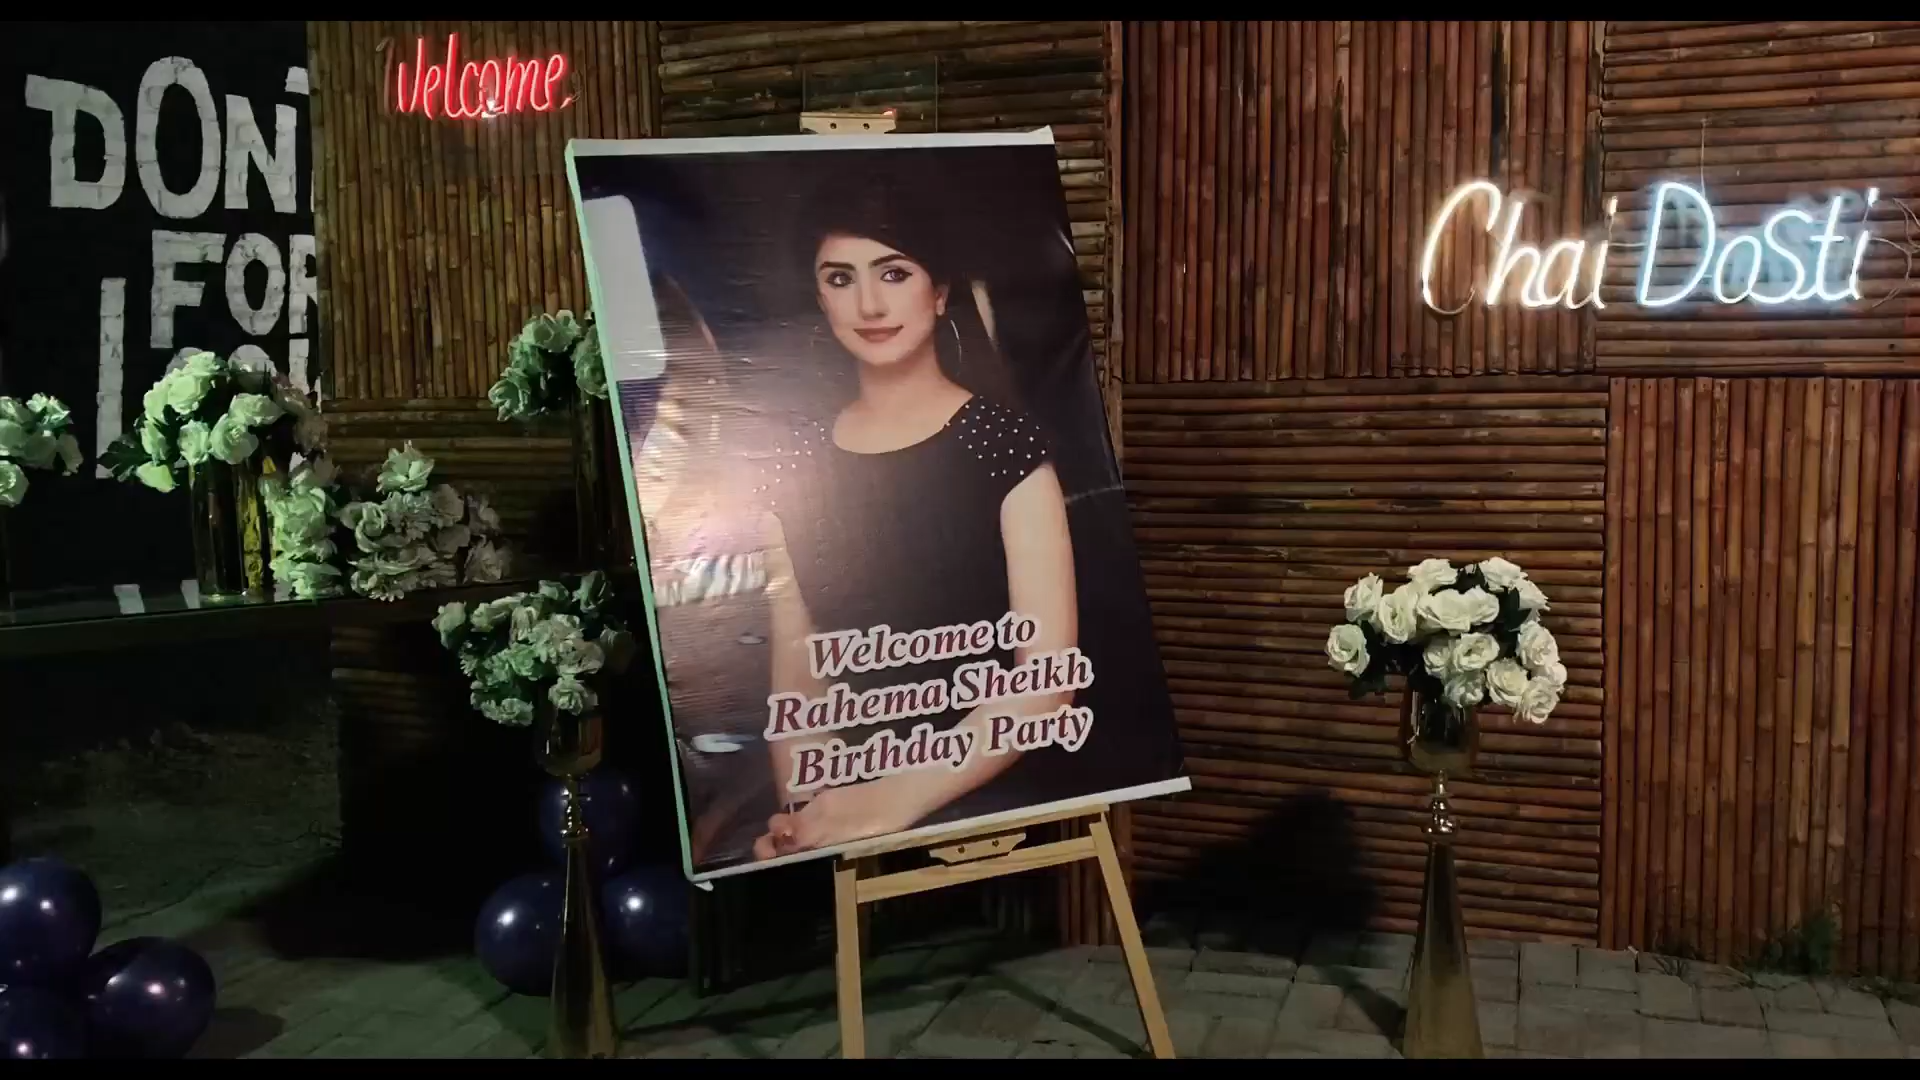 Welcome
DON'
FOR
Chai Dosti
Welcome to
Rahema Sheikh
Birthday Party